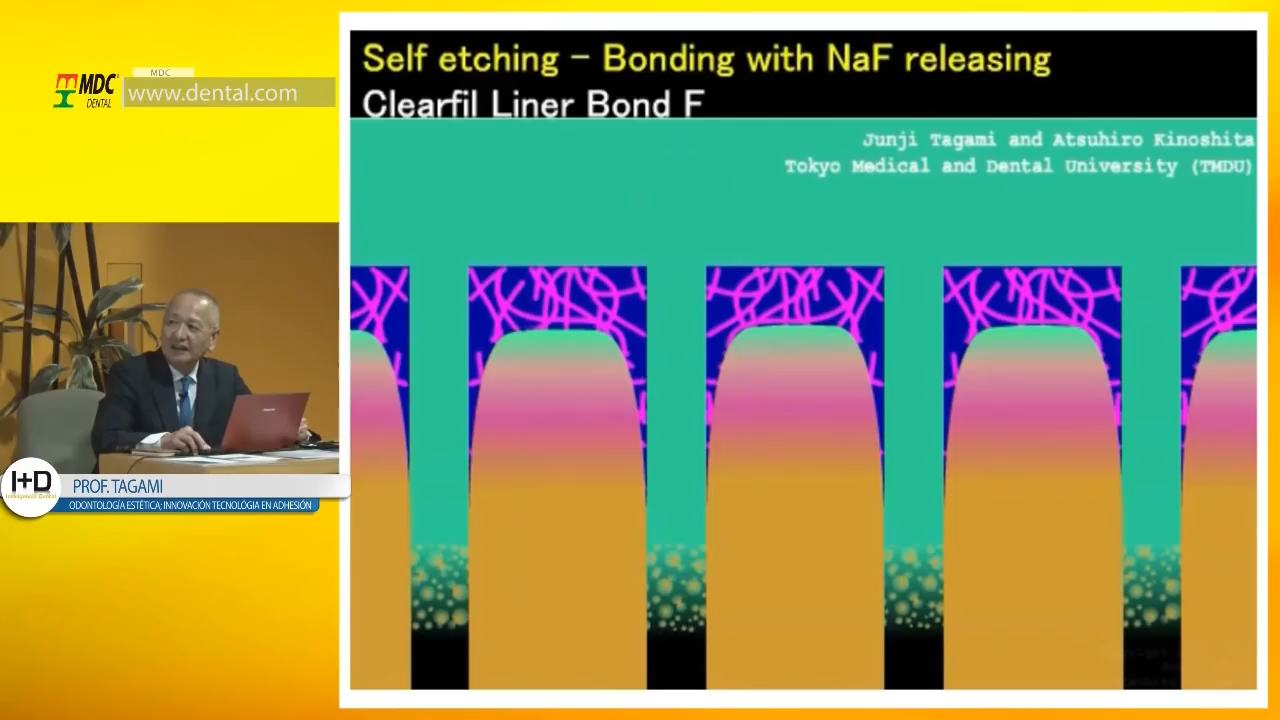 MDC
MDC
DENTAL
www.dental.com
Self etching - Bonding with NaF releasing
Clearfil Liner Bond F
Junji Tagami and Atsuhiro Kinoshita
Tokyo Medical and Dental University (TMDU)
I+D
PROF. TAGAMI
ODONTOLOGÍA ESTÉTICA; INNOVACIÓN TECNOLÓGIA EN ADHESIÓN